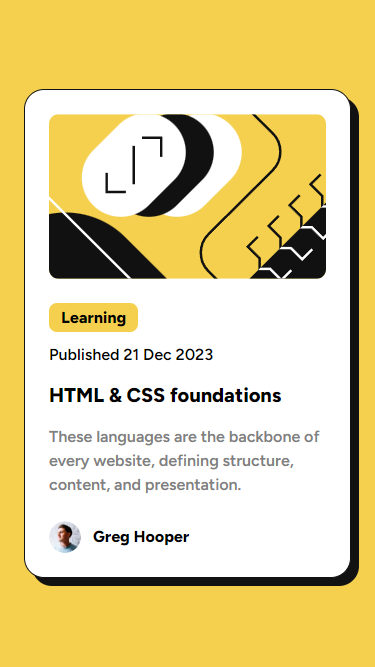 Learning
Published 21 Dec 2023
HTML & CSS foundations
These languages are the backbone of
every website, defining structure,
content, and presentation.
Greg Hooper